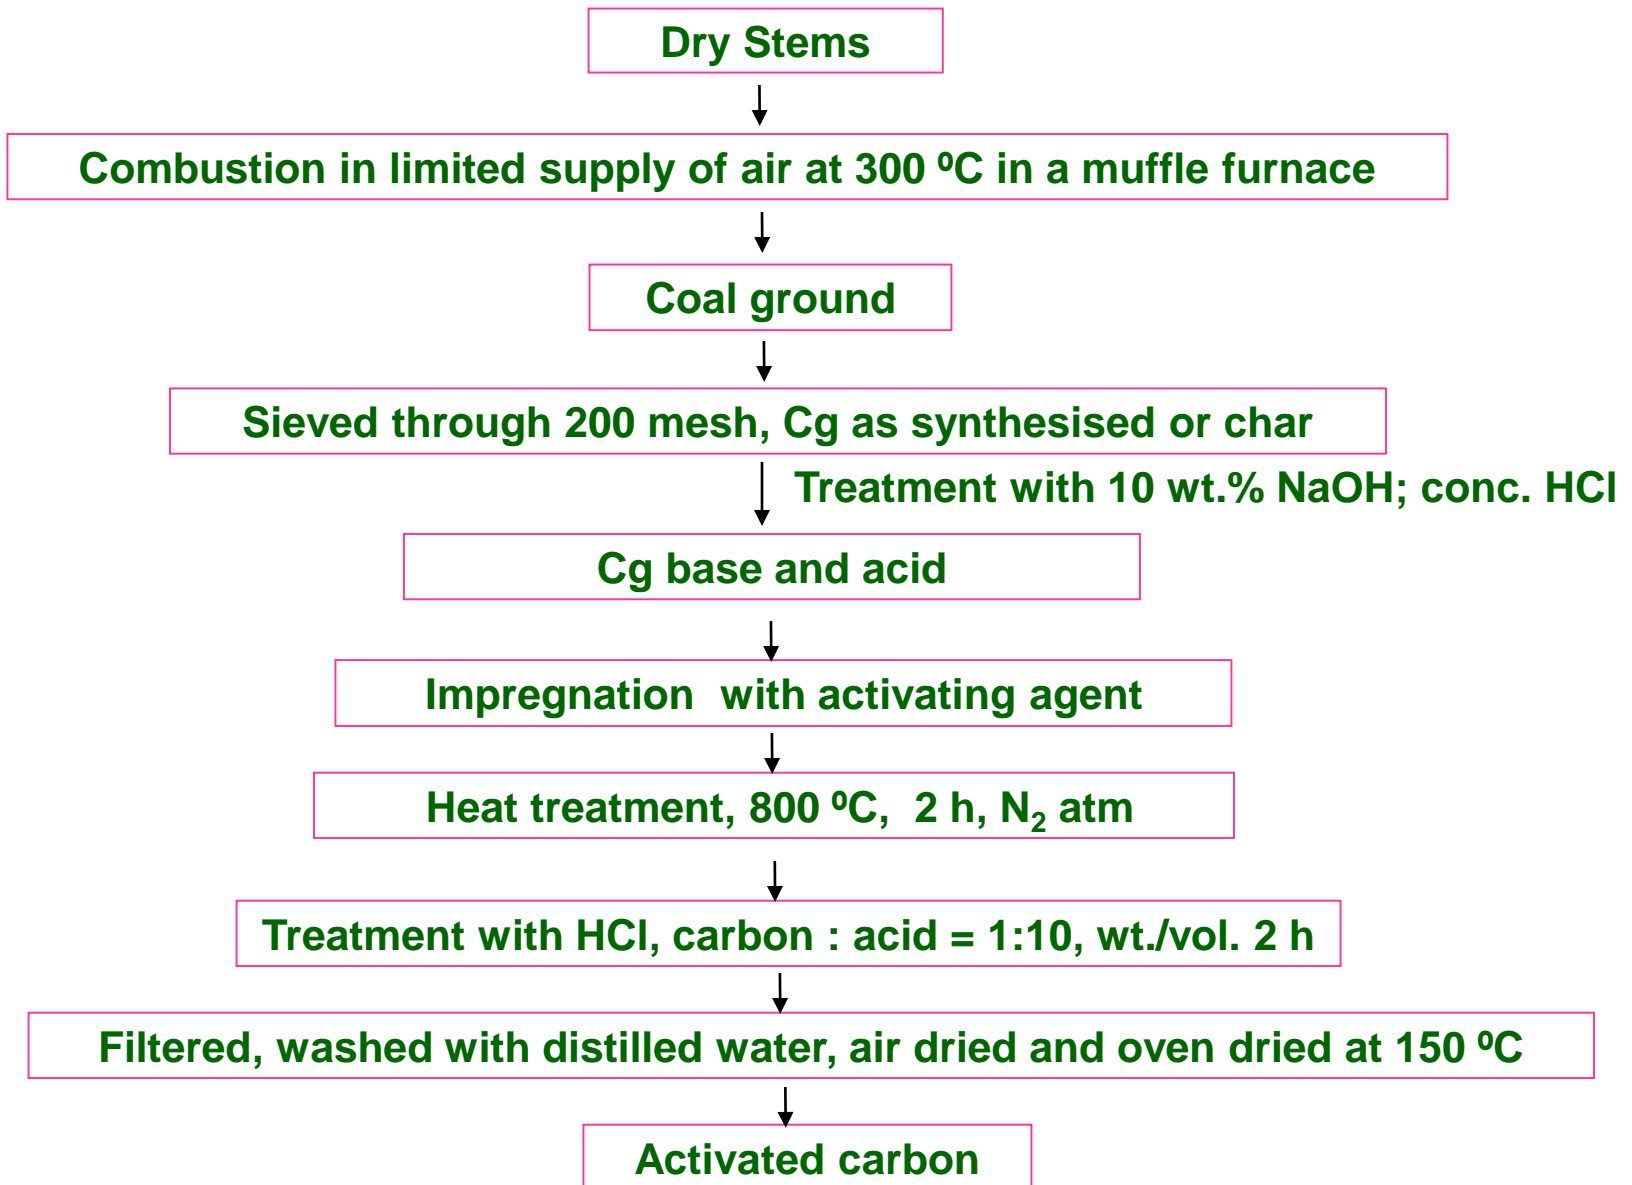 Dry Stems
Combustion in limited supply of air at 300 ⁰C in a muffle furnace
Coal ground
Sieved through 200 mesh, Cg as synthesised or char
Treatment with 10 wt.% NaOH; conc. HCl
Cg base and acid
Impregnation with activating agent
Heat treatment, 800 ⁰C, 2 h, N₂ atm
Treatment with HCl, carbon : acid = 1:10, wt./vol. 2 h
Filtered, washed with distilled water, air dried and oven dried at 150 ⁰C
Activated carbon